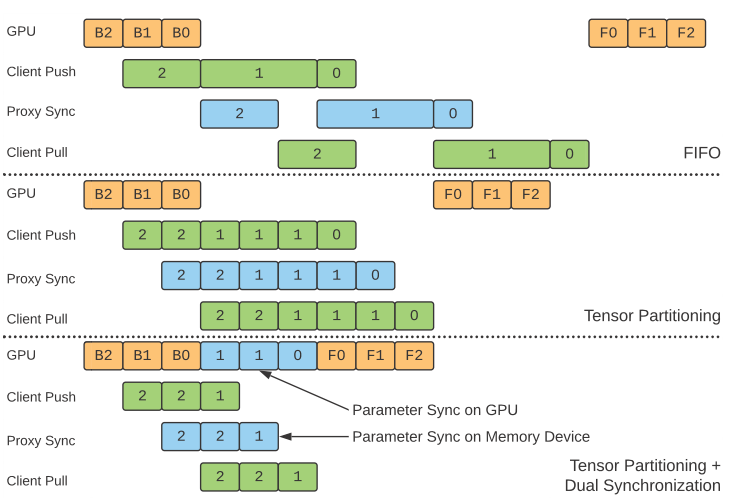 GPU B2 B1 B0 F0 F1 F2
Client Push 2 1 0
Proxy Sync 2 1 0
Client Pull 2 1 0
FIFO
GPU B2 B1 B0 F0 F1 F2
Client Push 2 2 1 1 1 0
Proxy Sync 2 2 1 1 1 0
Client Pull 2 2 1 1 1 0
Tensor Partitioning
GPU B2 B1 B0 1 1 0 F0 F1 F2
Client Push 2 2 1
Parameter Sync on GPU
Proxy Sync 2 2 1
Parameter Sync on Memory Device
Client Pull 2 2 1
Tensor Partitioning +
Dual Synchronization